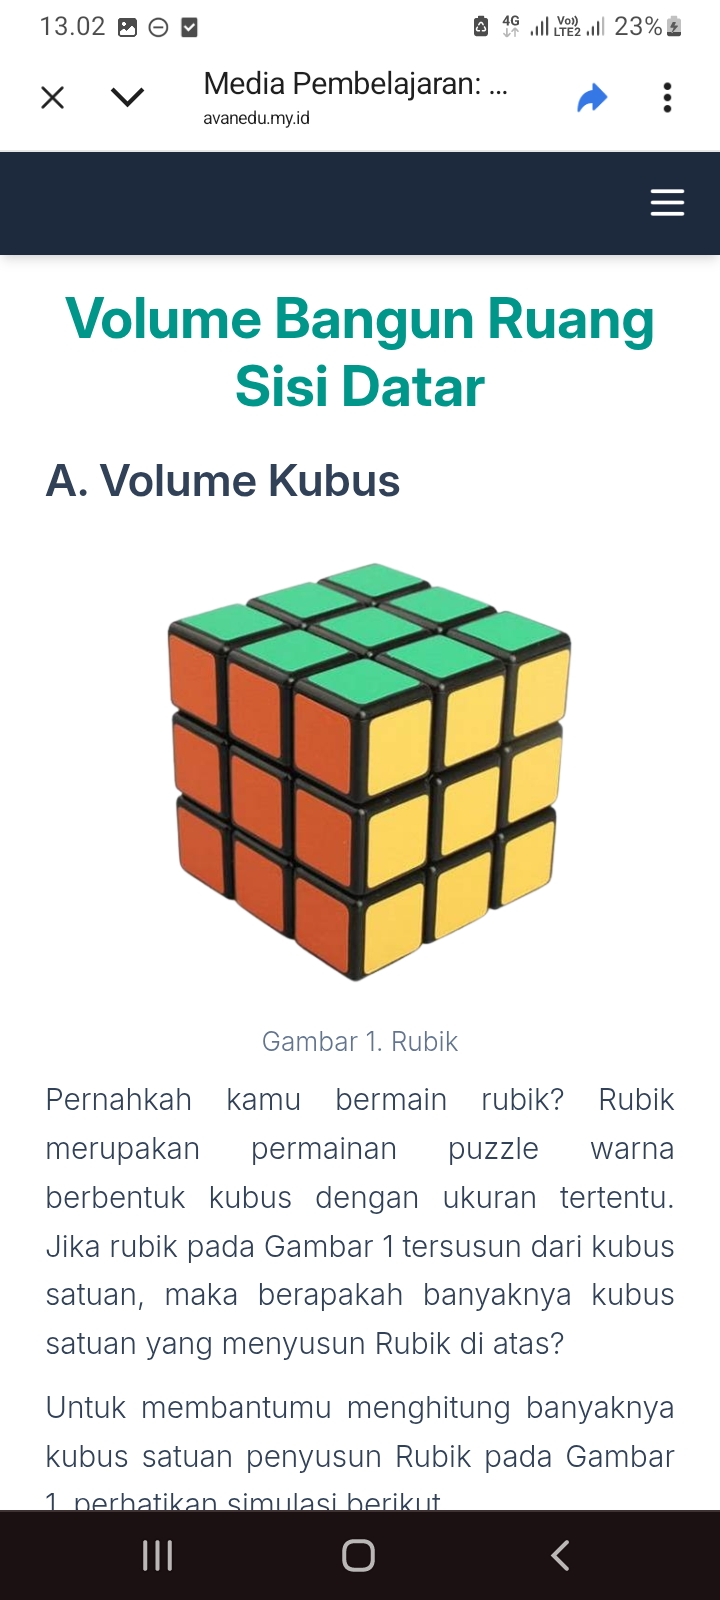 13.02
4G Vo)) LTE2 23%
Media Pembelajaran: ...
avanedu.my.id
Volume Bangun Ruang
Sisi Datar
A. Volume Kubus
Gambar 1. Rubik
Pernahkah kamu bermain rubik? Rubik
merupakan permainan puzzle warna
berbentuk kubus dengan ukuran tertentu.
Jika rubik pada Gambar 1 tersusun dari kubus
satuan, maka berapakah banyaknya kubus
satuan yang menyusun Rubik di atas?
Untuk membantumu menghitung banyaknya
kubus satuan penyusun Rubik pada Gambar
1, perhatikan simulasi berikut